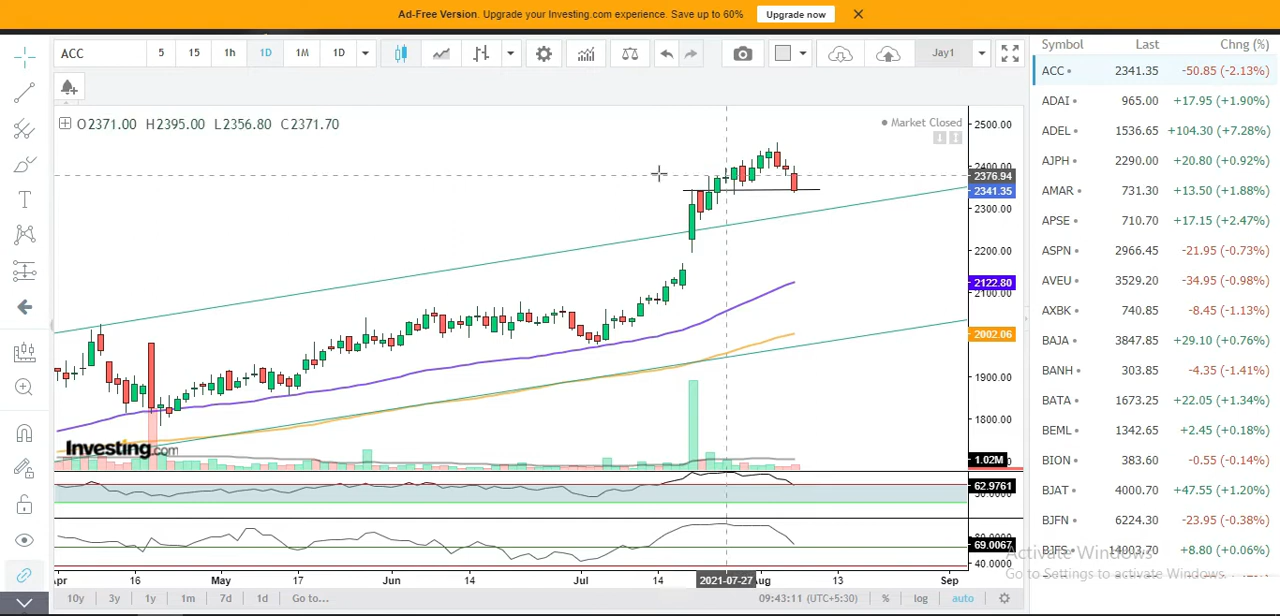 Ad-Free Version. Upgrade your Investing.com experience. Save up to 60% Upgrade now
ACC 5 15 1h 1D 1M 1D Jay1
O2371.00 H2395.00 L2356.80 C2371.70
Market Closed
2500.00
2400.00
2376.94
2341.35
2300.00
2200.00
2122.80
2100.00
2002.06
1900.00
1800.00
Investing.com
1.02M
62.9761
69.0067
40.0000
16 May 17 Jun 14 Jul 14 2021-07-27 Aug 13 Sep
10y 3y 1y 1m 7d 1d Go to... 09:43:11 (UTC+5:30) % log auto
Symbol Last Chng (%)
ACC 2341.35 -50.85 (-2.13%)
ADAI 965.00 +17.95 (+1.90%)
ADEL 1536.65 +104.30 (+7.28%)
AJPH 2290.00 +20.80 (+0.92%)
AMAR 731.30 +13.50 (+1.88%)
APSE 710.70 +17.15 (+2.47%)
ASPN 2966.45 -21.95 (-0.73%)
AVEU 3529.20 -34.95 (-0.98%)
AXBK 740.85 -8.45 (-1.13%)
BAJA 3847.85 +29.10 (+0.76%)
BANH 303.85 -4.35 (-1.41%)
BATA 1673.25 +22.05 (+1.34%)
BEML 1342.65 +2.45 (+0.18%)
BION 383.60 -0.55 (-0.14%)
BJAT 4000.70 +47.55 (+1.20%)
BJFN 6224.30 -23.95 (-0.38%)
BJFS 14003.70 +8.80 (+0.06%)
Activate Windows
Go to Settings to activate Windows.